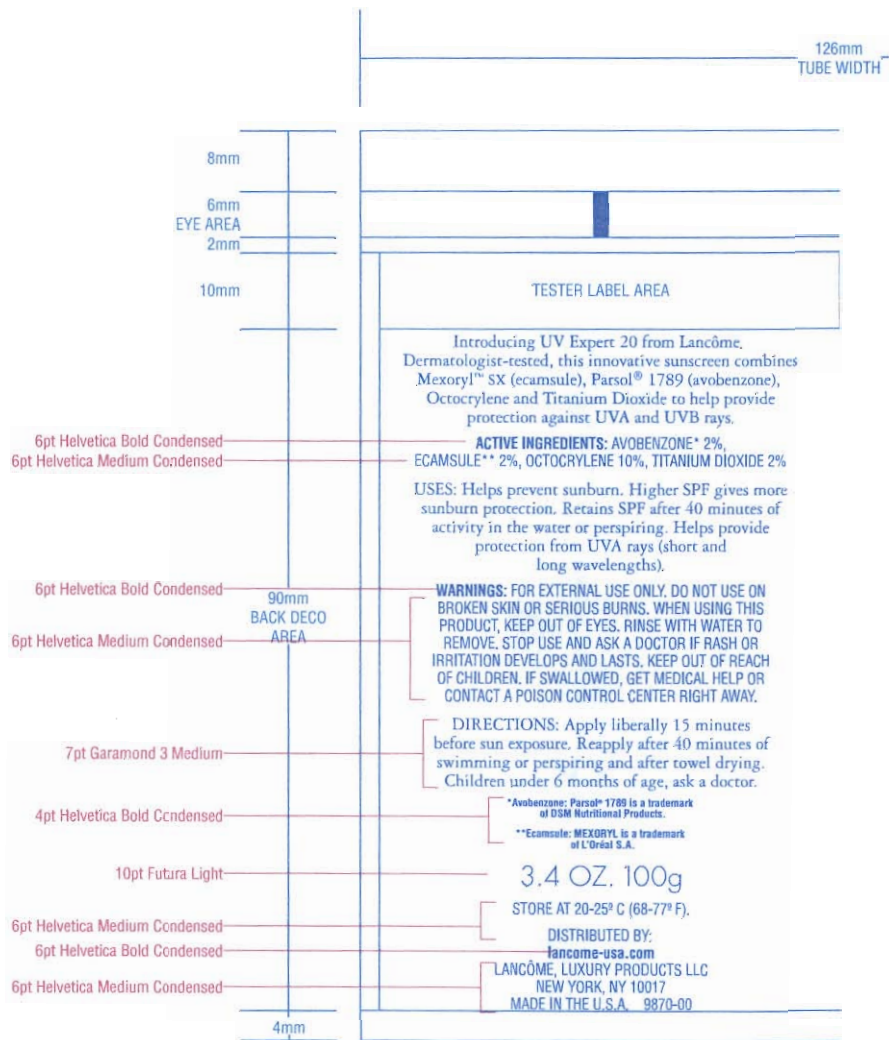 126mm
TUBE WIDTH
8mm
6mm
EYE AREA
2mm
10mm
TESTER LABEL AREA
Introducing UV Expert 20 from Lancôme.
Dermatologist-tested, this innovative sunscreen combines
Mexoryl™ SX (ecamsule), Parsol® 1789 (avobenzone),
Octocrylene and Titanium Dioxide to help provide
protection against UVA and UVB rays.
6pt Helvetica Bold Condensed
ACTIVE INGREDIENTS: AVOBENZONE* 2%,
6pt Helvetica Medium Condensed
ECAMSULE** 2%, OCTOCRYLENE 10%, TITANIUM DIOXIDE 2%
USES: Helps prevent sunburn. Higher SPF gives more
sunburn protection. Retains SPF after 40 minutes of
activity in the water or perspiring. Helps provide
protection from UVA rays (short and
long wavelengths).
6pt Helvetica Bold Condensed
90mm
BACK DECO
AREA
6pt Helvetica Medium Condensed
WARNINGS: FOR EXTERNAL USE ONLY. DO NOT USE ON
BROKEN SKIN OR SERIOUS BURNS. WHEN USING THIS
PRODUCT, KEEP OUT OF EYES. RINSE WITH WATER TO
REMOVE. STOP USE AND ASK A DOCTOR IF RASH OR
IRRITATION DEVELOPS AND LASTS. KEEP OUT OF REACH
OF CHILDREN. IF SWALLOWED, GET MEDICAL HELP OR
CONTACT A POISON CONTROL CENTER RIGHT AWAY.
7pt Garamond 3 Medium
DIRECTIONS: Apply liberally 15 minutes
before sun exposure. Reapply after 40 minutes of
swimming or perspiring and after towel drying.
Children under 6 months of age, ask a doctor.
4pt Helvetica Bold Condensed
*Avobenzone: Parsol® 1789 is a trademark
of DSM Nutritional Products.
**Ecamsule: MEXORYL is a trademark
of L'Oréal S.A.
10pt Futura Light
3.4 OZ. 100g
6pt Helvetica Medium Condensed
STORE AT 20-25º C (68-77º F).
DISTRIBUTED BY:
6pt Helvetica Bold Condensed
lancome-usa.com
6pt Helvetica Medium Condensed
LANCÔME, LUXURY PRODUCTS LLC
NEW YORK, NY 10017
MADE IN THE U.S.A. 9870-00
4mm